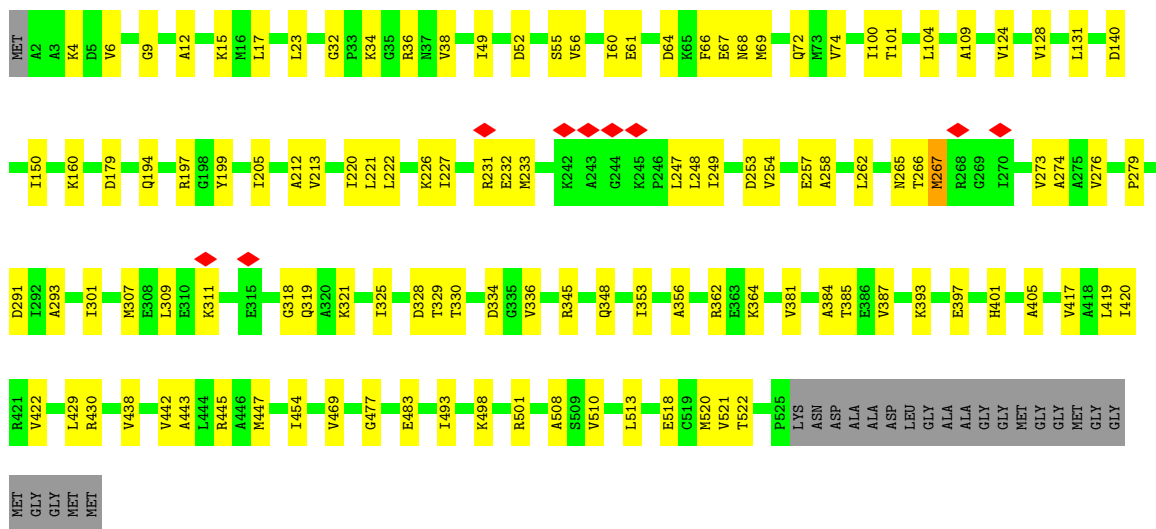 MET A2 A3 K4 D5 V6 G9 A12 K15 M16 L17 L23 G32 P33 K34 G35 R36 N37 V38 I49 D52 S55 V56 I60 E61 D64 K65 F66 E67 N68 M69 Q72 M73 V74 I100 T101 L104 A109 V124 V128 L131 D140
I150 K160 D179 Q194 R197 G198 Y199 I205 A212 V213 I220 L221 L222 K226 I227 R231 E232 M233 K242 A243 G244 K245 P246 L247 L248 I249 D253 V254 E257 A258 L262 N265 T266 M267 R268 G269 I270 V273 A274 A275 V276 P279
D291 I292 A293 I301 M307 E308 L309 E310 K311 E315 G318 Q319 A320 K321 I325 D328 T329 T330 D334 G335 V336 R345 Q348 I353 A356 R362 E363 K364 V381 A384 T385 E386 V387 K393 E397 H401 A405 V417 A418 L419 I420
R421 V422 L429 R430 V438 V442 A443 L444 R445 A446 M447 I454 V469 G477 E483 I493 K498 R501 A508 S509 V510 L513 E518 C519 M520 V521 T522 P525 LYS ASN ASP ALA ALA ASP LEU GLY ALA ALA GLY GLY MET GLY GLY MET GLY GLY
MET GLY GLY MET MET